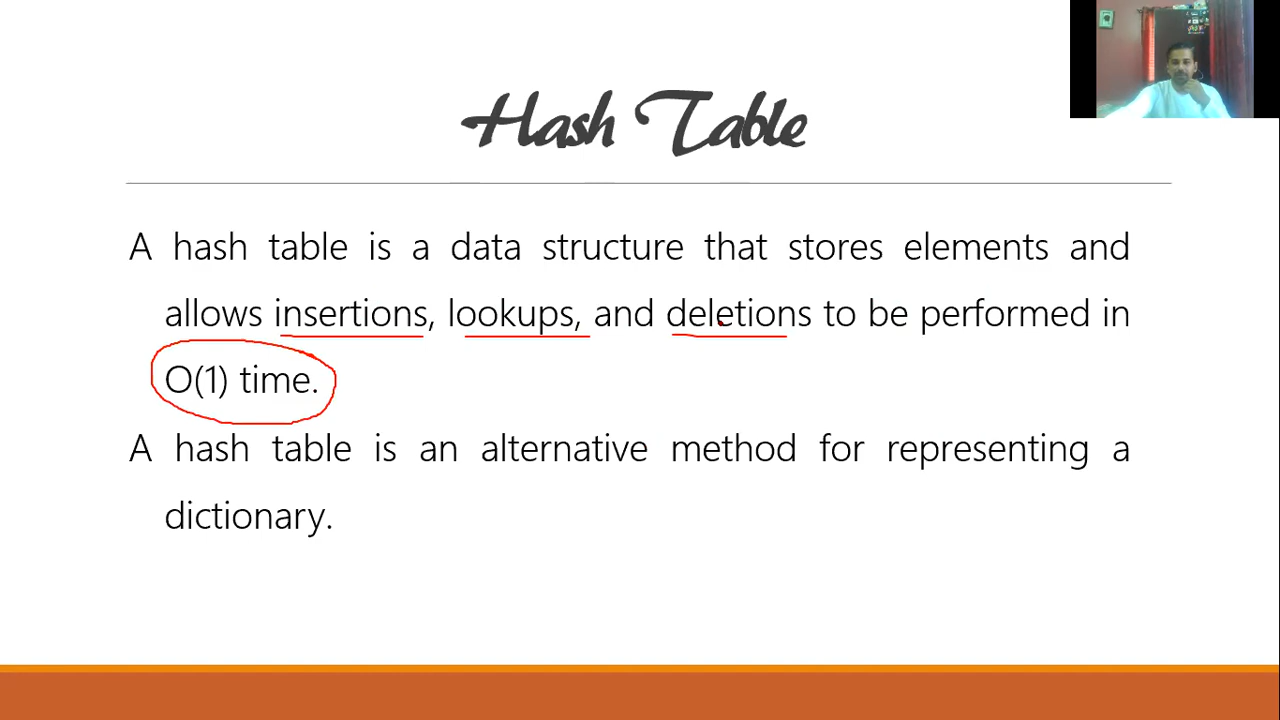 Hash Table
A hash table is a data structure that stores elements and
allows insertions, lookups, and deletions to be performed in
O(1) time.
A hash table is an alternative method for representing a
dictionary.